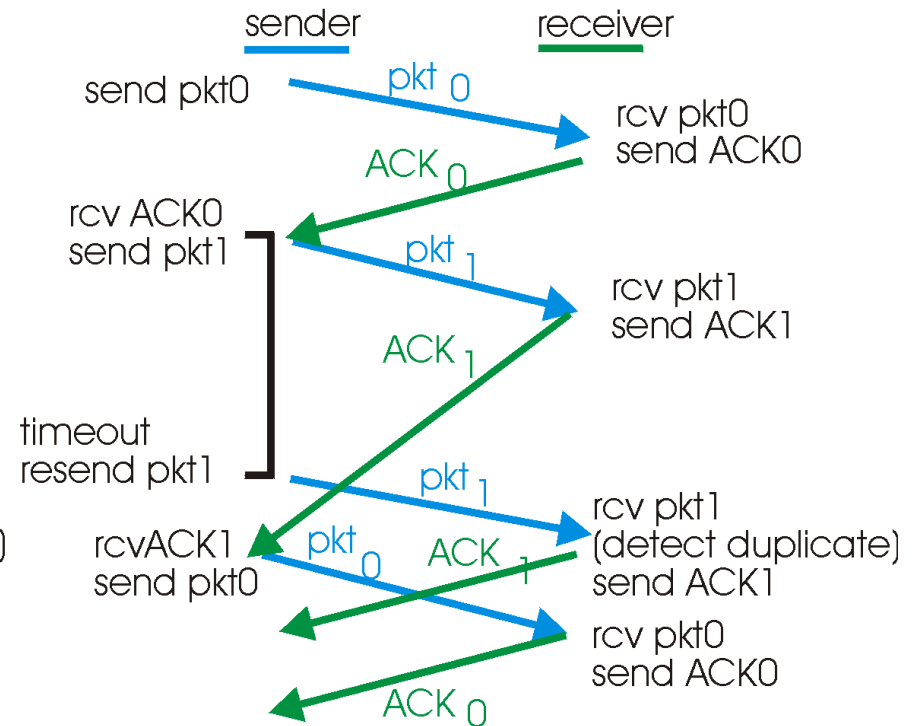 sender receiver
send pkt0
pkt 0
rcv pkt0
send ACK0
ACK 0
rcv ACK0
send pkt1
pkt 1
rcv pkt1
send ACK1
ACK 1
timeout
resend pkt1
pkt 1
rcv pkt1
(detect duplicate)
send ACK1
)
rcvACK1
send pkt0
pkt 0
ACK 1
rcv pkt0
send ACK0
ACK 0